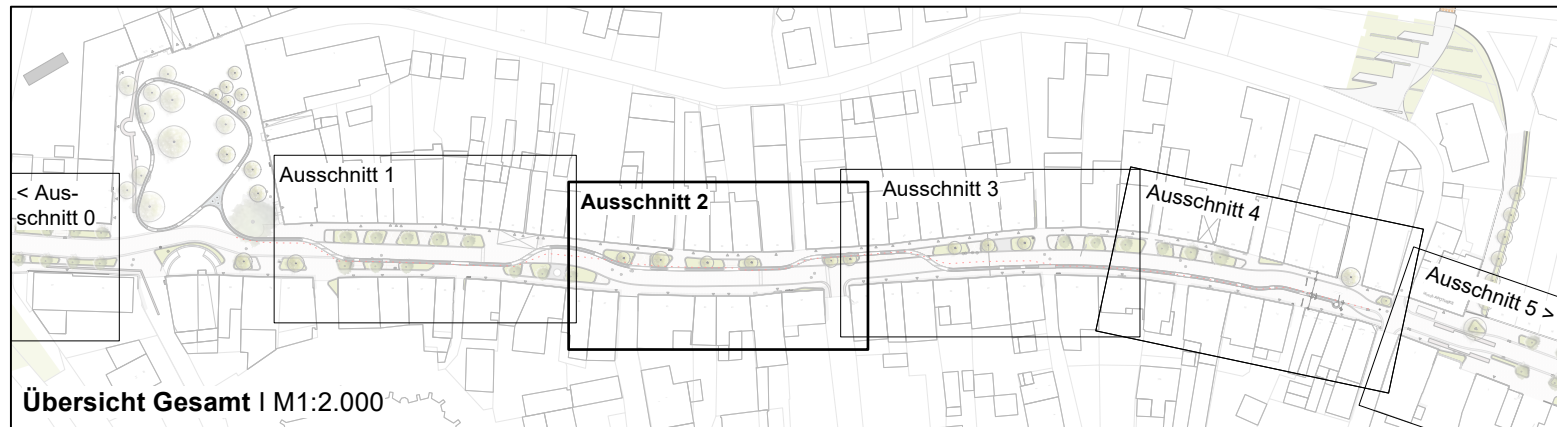 Ausschnitt 1
< Aus-
schnitt 0
Ausschnitt 2
Ausschnitt 3
Ausschnitt 4
Ausschnitt 5 >
Übersicht Gesamt I M1:2.000